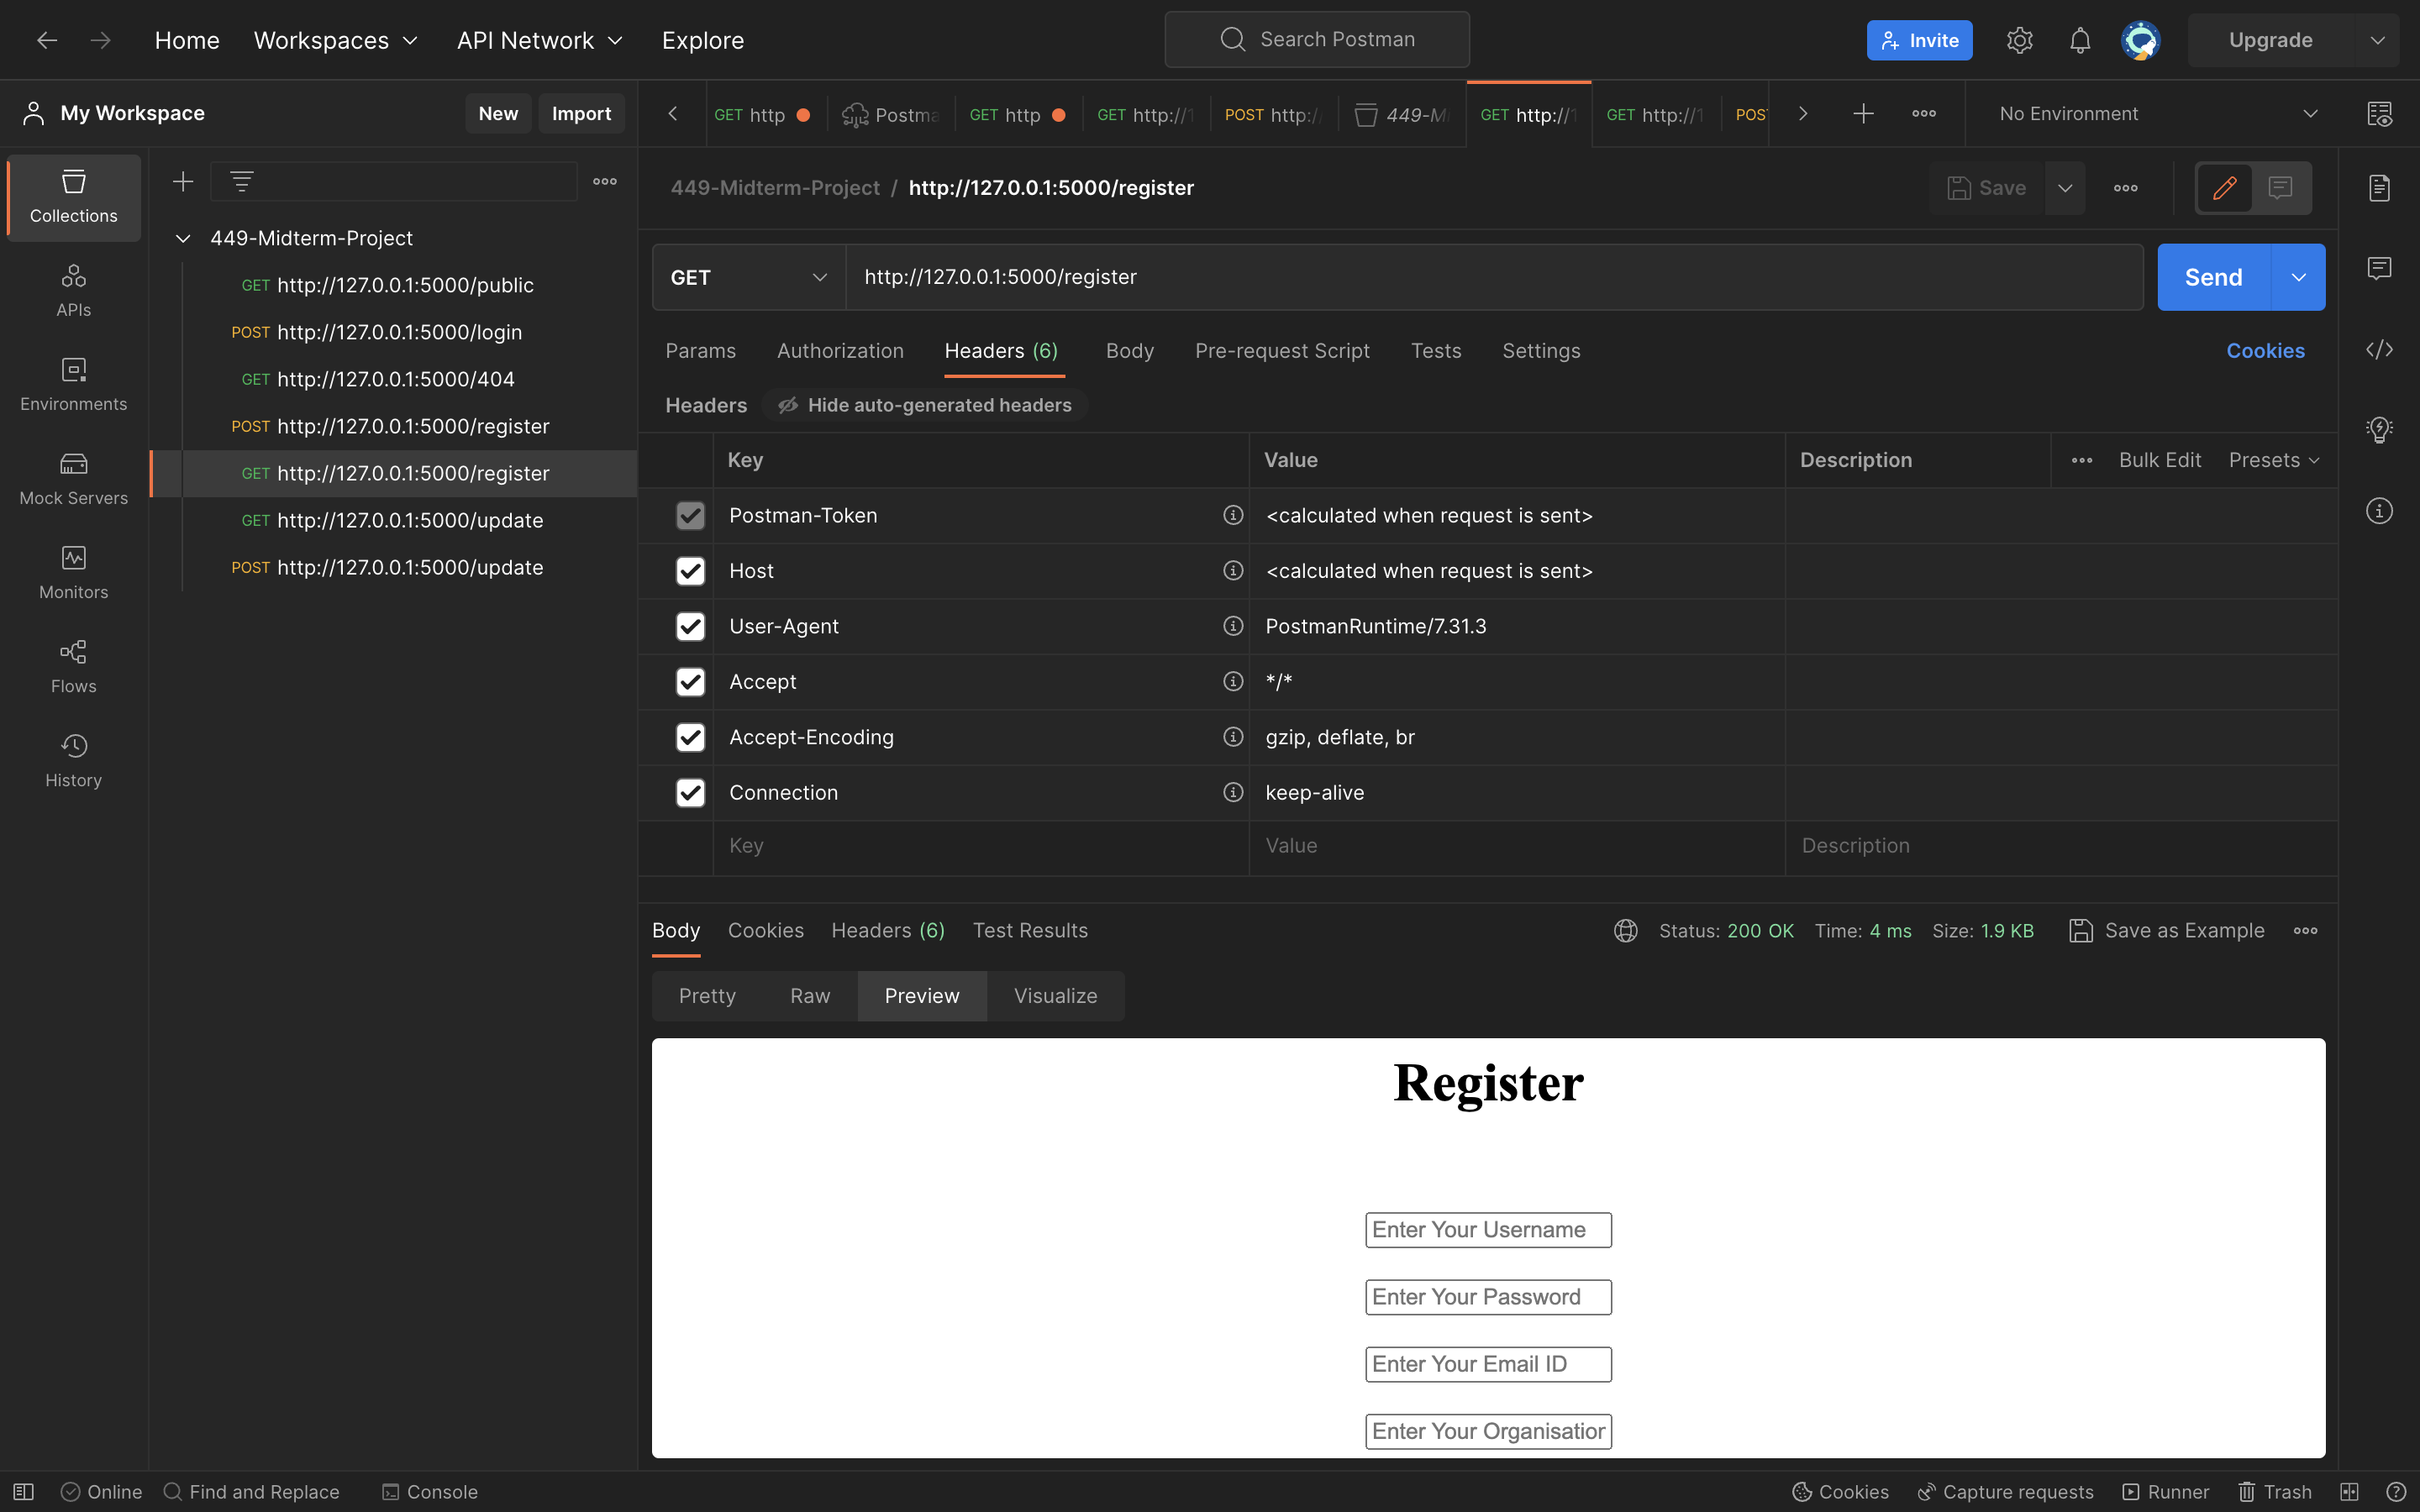 Home Workspaces API Network Explore Search Postman Invite Upgrade
My Workspace New Import GET http Postma GET http GET http://1 POST http:/ 449-M GET http://1 GET http://1 POS No Environment
Collections
APIs
Environments
Mock Servers
Monitors
Flows
History
449-Midterm-Project
GET http://127.0.0.1:5000/public
POST http://127.0.0.1:5000/login
GET http://127.0.0.1:5000/404
POST http://127.0.0.1:5000/register
GET http://127.0.0.1:5000/register
GET http://127.0.0.1:5000/update
POST http://127.0.0.1:5000/update
449-Midterm-Project / http://127.0.0.1:5000/register Save
GET http://127.0.0.1:5000/register Send
Params Authorization Headers (6) Body Pre-request Script Tests Settings Cookies
Headers Hide auto-generated headers
Key Value Description Bulk Edit Presets
Postman-Token <calculated when request is sent>
Host <calculated when request is sent>
User-Agent PostmanRuntime/7.31.3
Accept */*
Accept-Encoding gzip, deflate, br
Connection keep-alive
Key Value Description
Body Cookies Headers (6) Test Results Status: 200 OK Time: 4 ms Size: 1.9 KB Save as Example
Pretty Raw Preview Visualize
Register
Enter Your Username
Enter Your Password
Enter Your Email ID
Enter Your Organisation
Online Find and Replace Console Cookies Capture requests Runner Trash